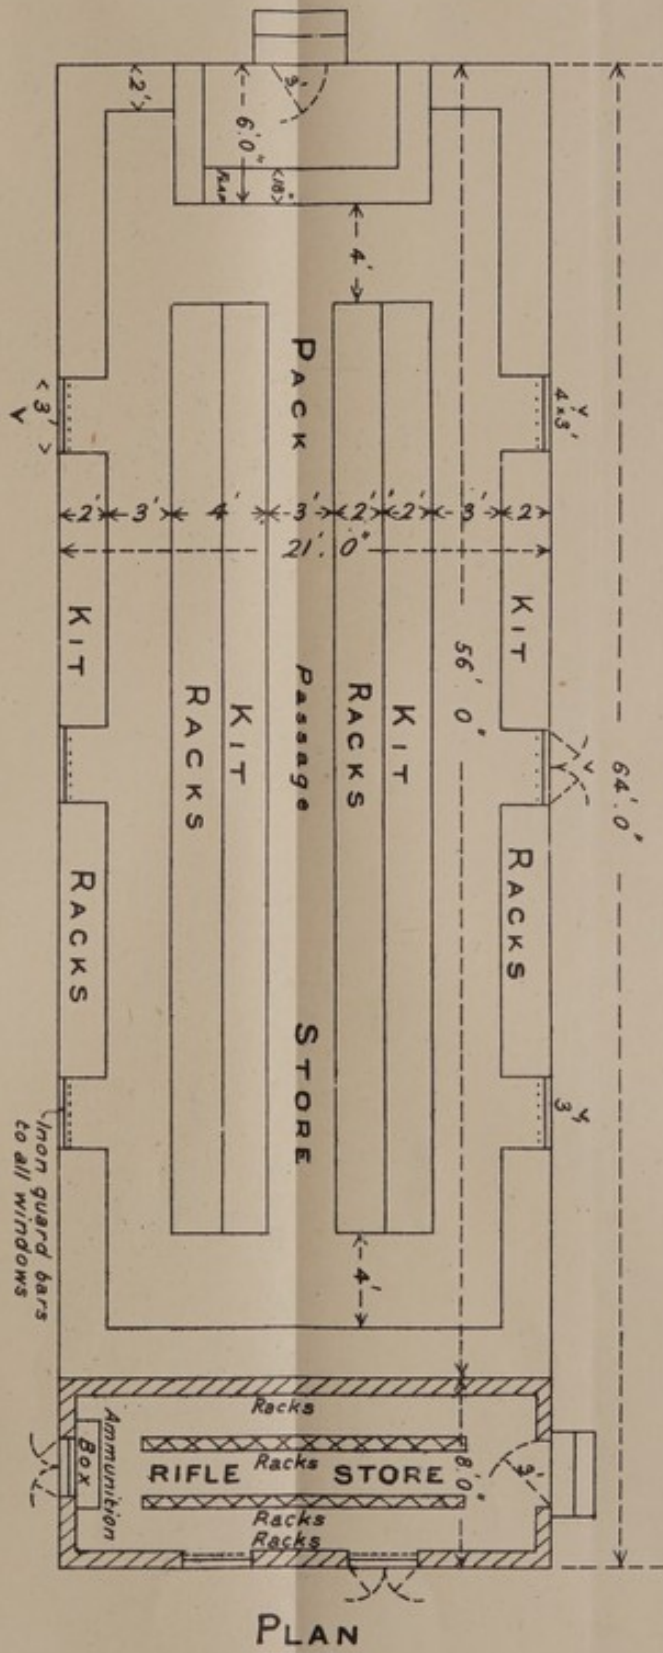 3'
2'
6'.0"
18"
FLAP
4'
PACK
3'
4 x 3'
2' 3' 4' 3' 2' 2' 3' 2
21'. 0"
KIT
RACKS
KIT
RACKS
Passage
KIT
RACKS
KIT
RACKS
56' 0"
64'.0"
STORE
3
4'
Iron guard bars
to all windows
Racks
Ammunition
Box
RIFLE STORE
Racks
8'.0"
3'
Racks
Racks
PLAN